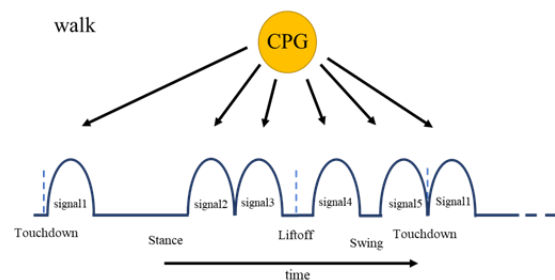 walk
CPG
signal1
signal2
signal3
signal4
signal5
Signal1
Touchdown
Stance
Liftoff
Swing
Touchdown
time